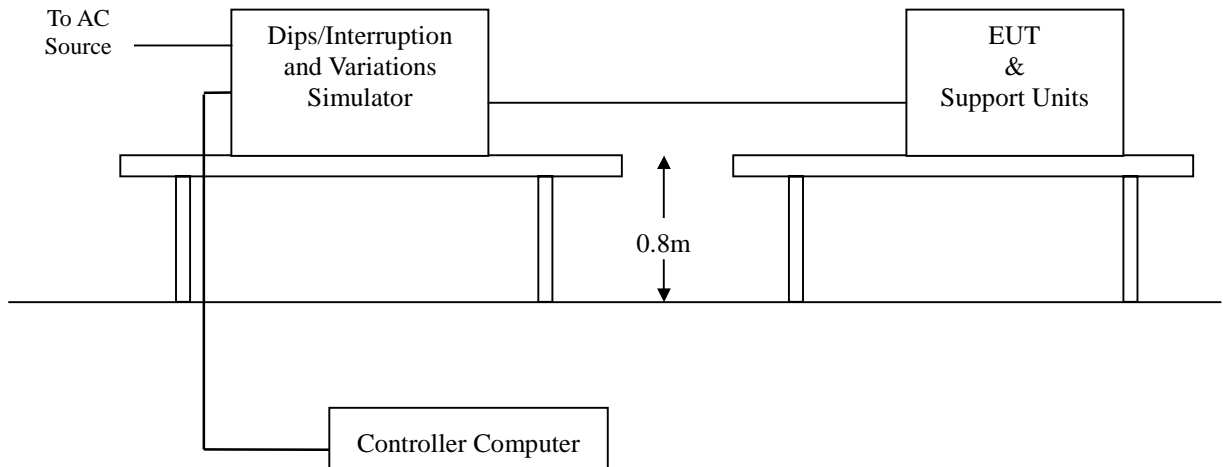 To AC
Source
Dips/Interruption
and Variations
Simulator
EUT
&
Support Units
0.8m
Controller Computer